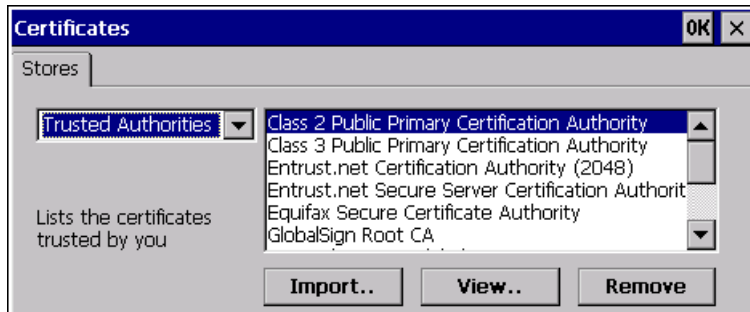 Certificates OK ×
Stores
Trusted Authorities
Class 2 Public Primary Certification Authority
Class 3 Public Primary Certification Authority
Entrust.net Certification Authority (2048)
Entrust.net Secure Server Certification Authorit
Equifax Secure Certificate Authority
GlobalSign Root CA
Lists the certificates
trusted by you
Import.. View.. Remove